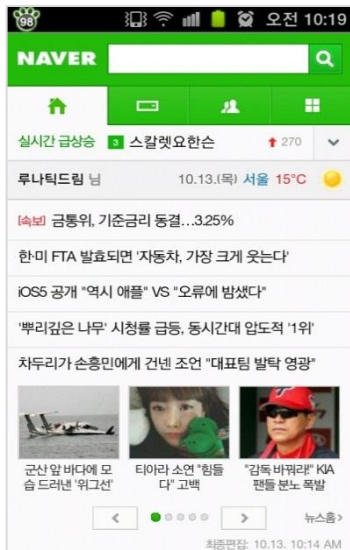 98 오전 10:19
NAVER
실시간 급상승 3 스칼렛요한슨 270
루나틱드림 님 10.13.(목) 서울 15°C
[속보] 금통위, 기준금리 동결...3.25%
한·미 FTA 발효되면 '자동차, 가장 크게 웃는다'
iOS5 공개 "역시 애플" VS "오류에 밤샜다"
'뿌리깊은 나무' 시청률 급등, 동시간대 압도적 '1위'
차두리가 손흥민에게 건넨 조언 "대표팀 발탁 영광"
군산 앞 바다에 모
습 드러낸 '위그선'
티아라 소연 "힘들
다" 고백
"감독 바꿔라!" KIA
팬들 분노 폭발
뉴스홈>
최종편집: 10.13. 10:14 AM